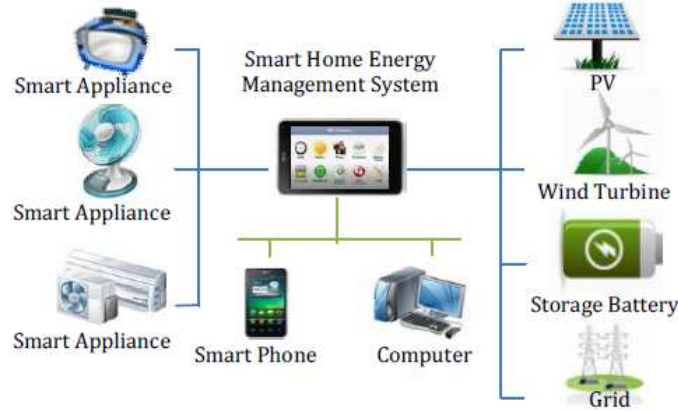 Smart Home Energy
Management System
Smart Appliance
Smart Appliance
Smart Appliance
Smart Phone
Computer
PV
Wind Turbine
Storage Battery
Grid